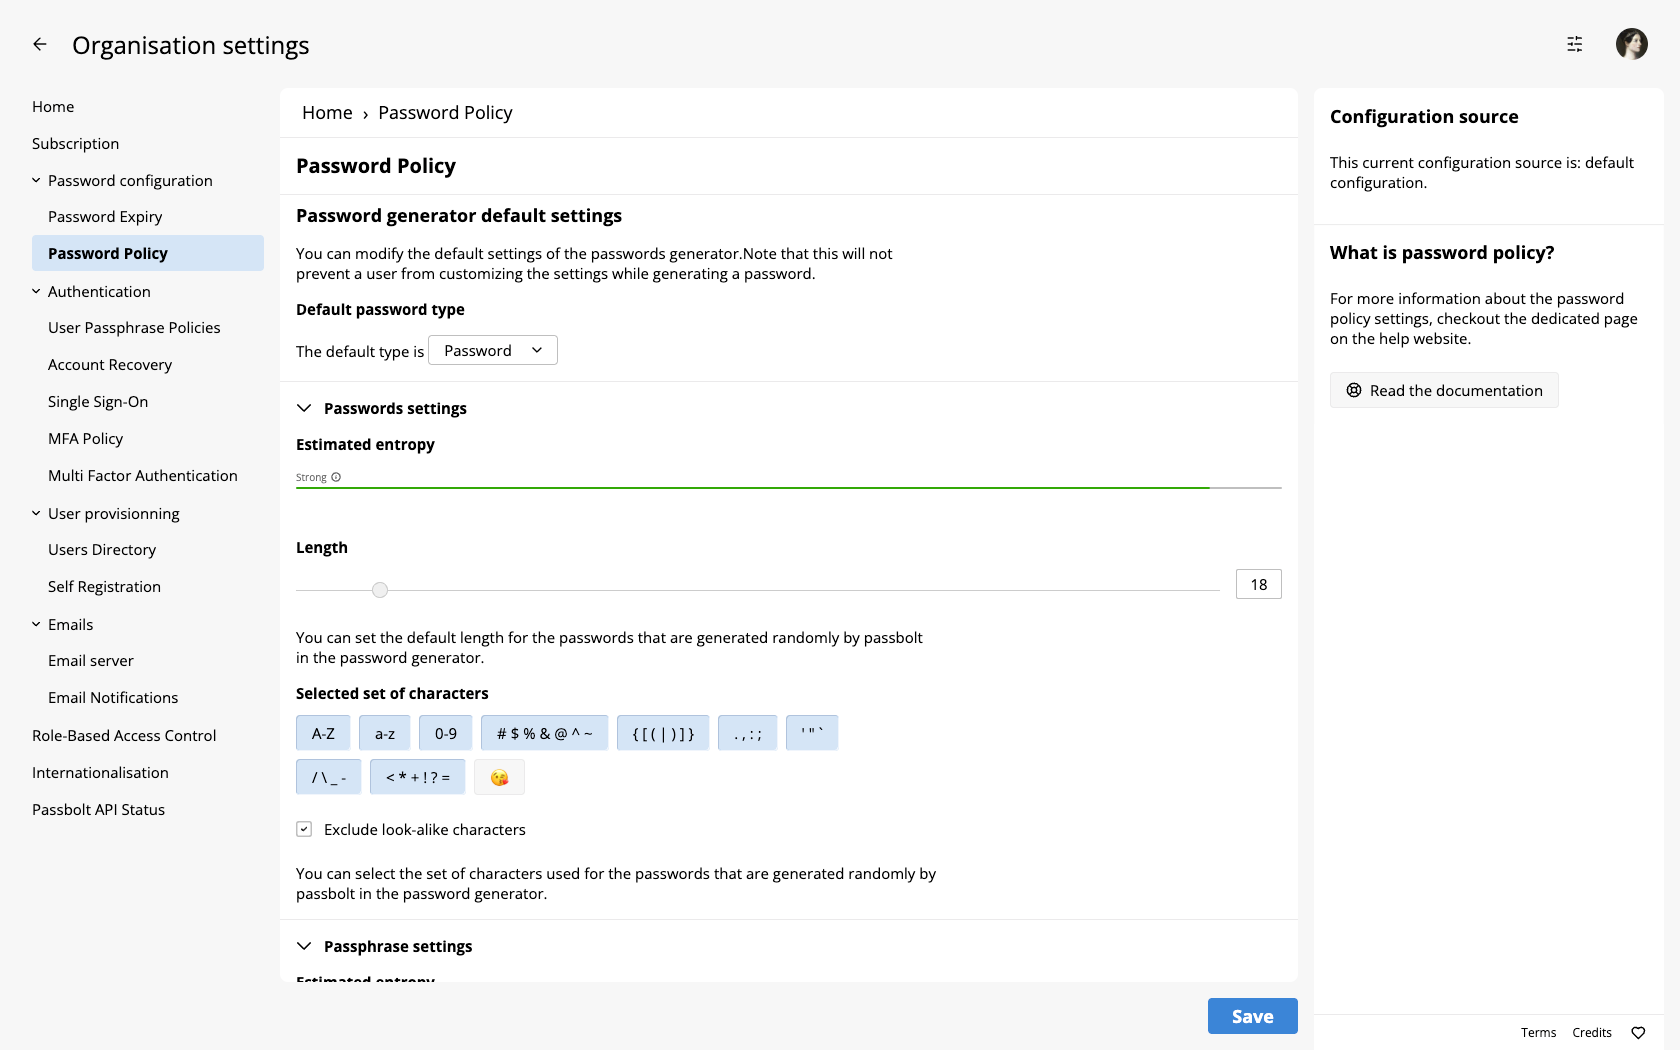 Organisation settings
Home
Subscription
Password configuration
Password Expiry
Password Policy
Authentication
User Passphrase Policies
Account Recovery
Single Sign-On
MFA Policy
Multi Factor Authentication
User provisionning
Users Directory
Self Registration
Emails
Email server
Email Notifications
Role-Based Access Control
Internationalisation
Passbolt API Status
Home › Password Policy
Password Policy
Password generator default settings
You can modify the default settings of the passwords generator.Note that this will not
prevent a user from customizing the settings while generating a password.
Default password type
The default type is Password
Passwords settings
Estimated entropy
Strong
Length
18
You can set the default length for the passwords that are generated randomly by passbolt
in the password generator.
Selected set of characters
A-Z a-z 0-9 # $ % & @ ^ ~ { [ ( | ) ] } . , : ; ' " `
/ \ _ - < * + ! ? = 😘
Exclude look-alike characters
You can select the set of characters used for the passwords that are generated randomly by
passbolt in the password generator.
Passphrase settings
Estimated entropy
Save
Configuration source
This current configuration source is: default
configuration.
What is password policy?
For more information about the password
policy settings, checkout the dedicated page
on the help website.
Read the documentation
Terms Credits